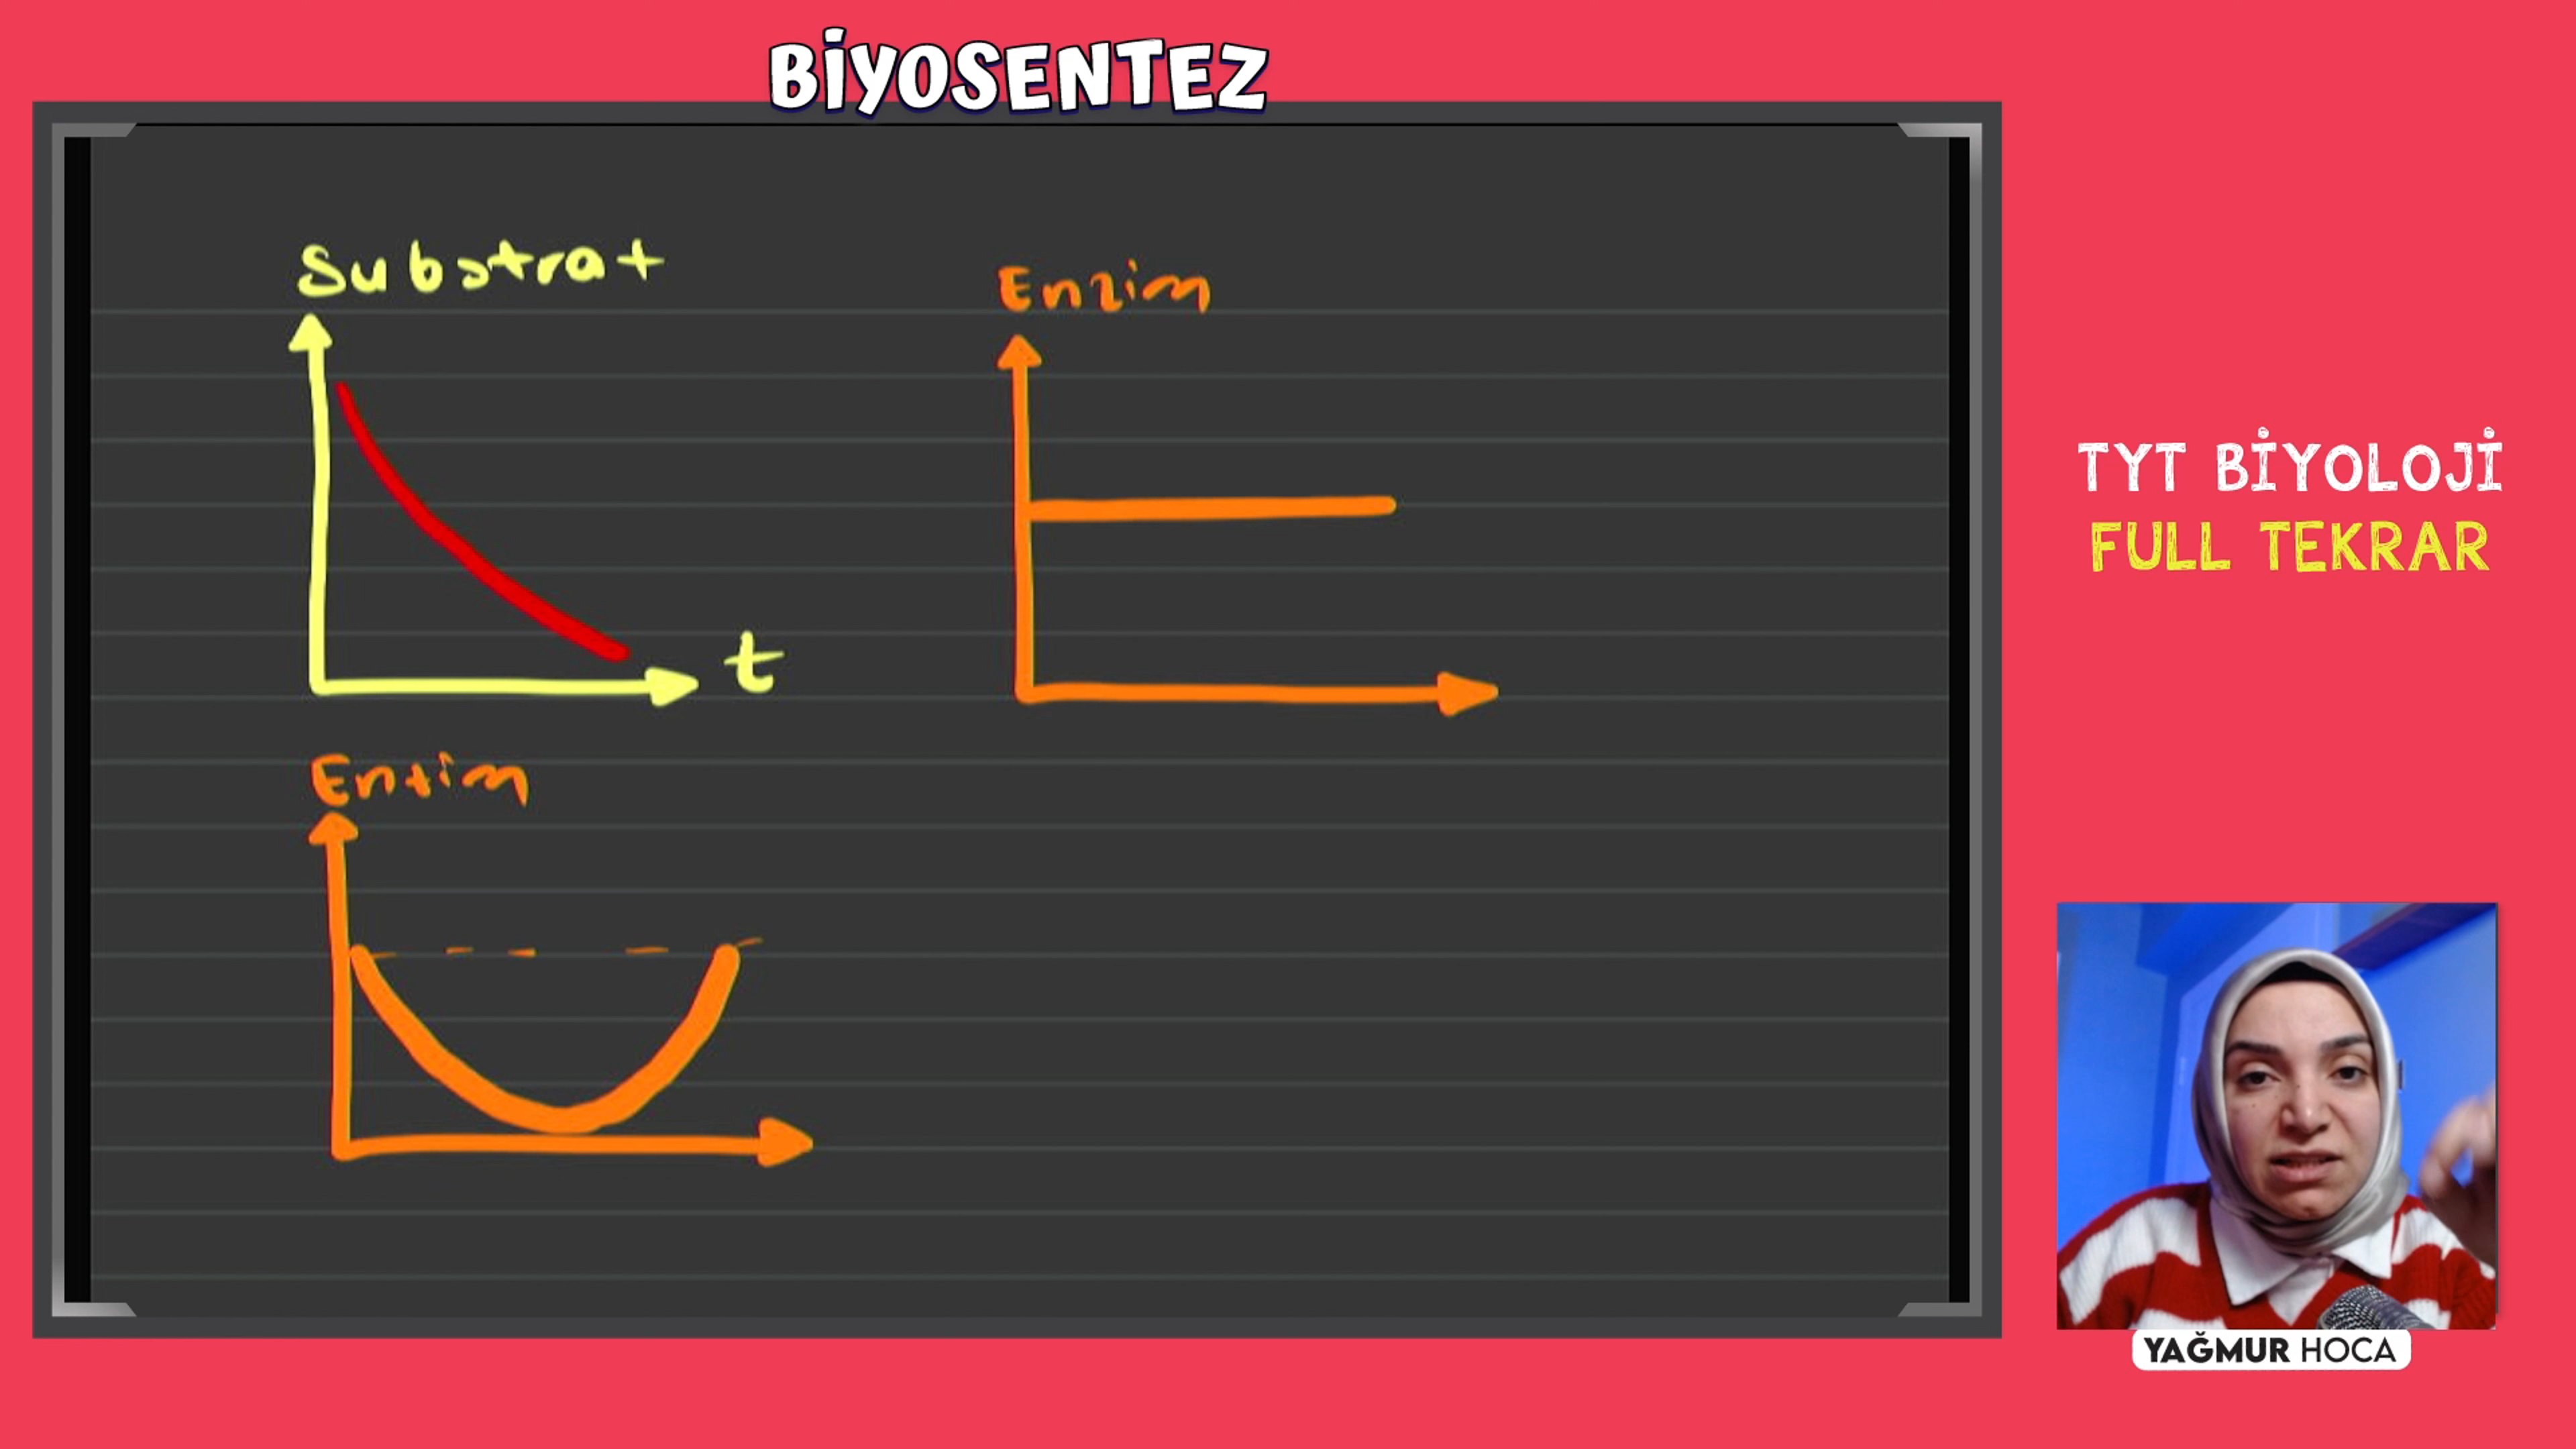 BİYOSENTEZ
Substrat
t
Enzim
Enzim
TYT BİYOLOJİ
FULL TEKRAR
YAĞMUR HOCA